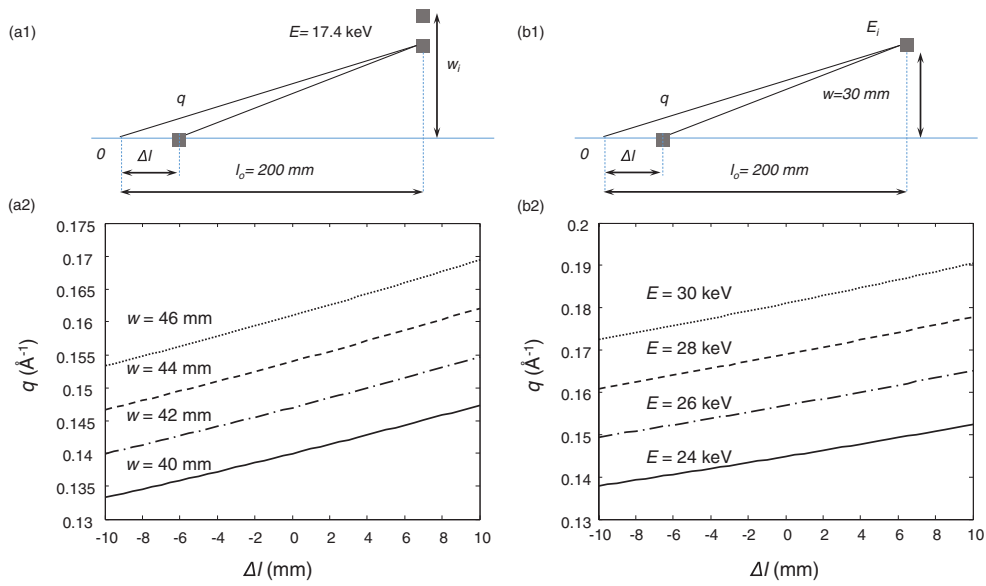 (a1)
E= 17.4 keV
w_i
q
0
Δl
l_o= 200 mm
(b1)
E_i
q
w=30 mm
0
Δl
l_o= 200 mm
(a2)
0.175
0.17
0.165
0.16
0.155
0.15
0.145
0.14
0.135
0.13
q (Å⁻¹)
w = 46 mm
w = 44 mm
w = 42 mm
w = 40 mm
-10 -8 -6 -4 -2 0 2 4 6 8 10
Δl (mm)
(b2)
0.2
0.19
0.18
0.17
0.16
0.15
0.14
0.13
q (Å⁻¹)
E = 30 keV
E = 28 keV
E = 26 keV
E = 24 keV
-10 -8 -6 -4 -2 0 2 4 6 8 10
Δl (mm)